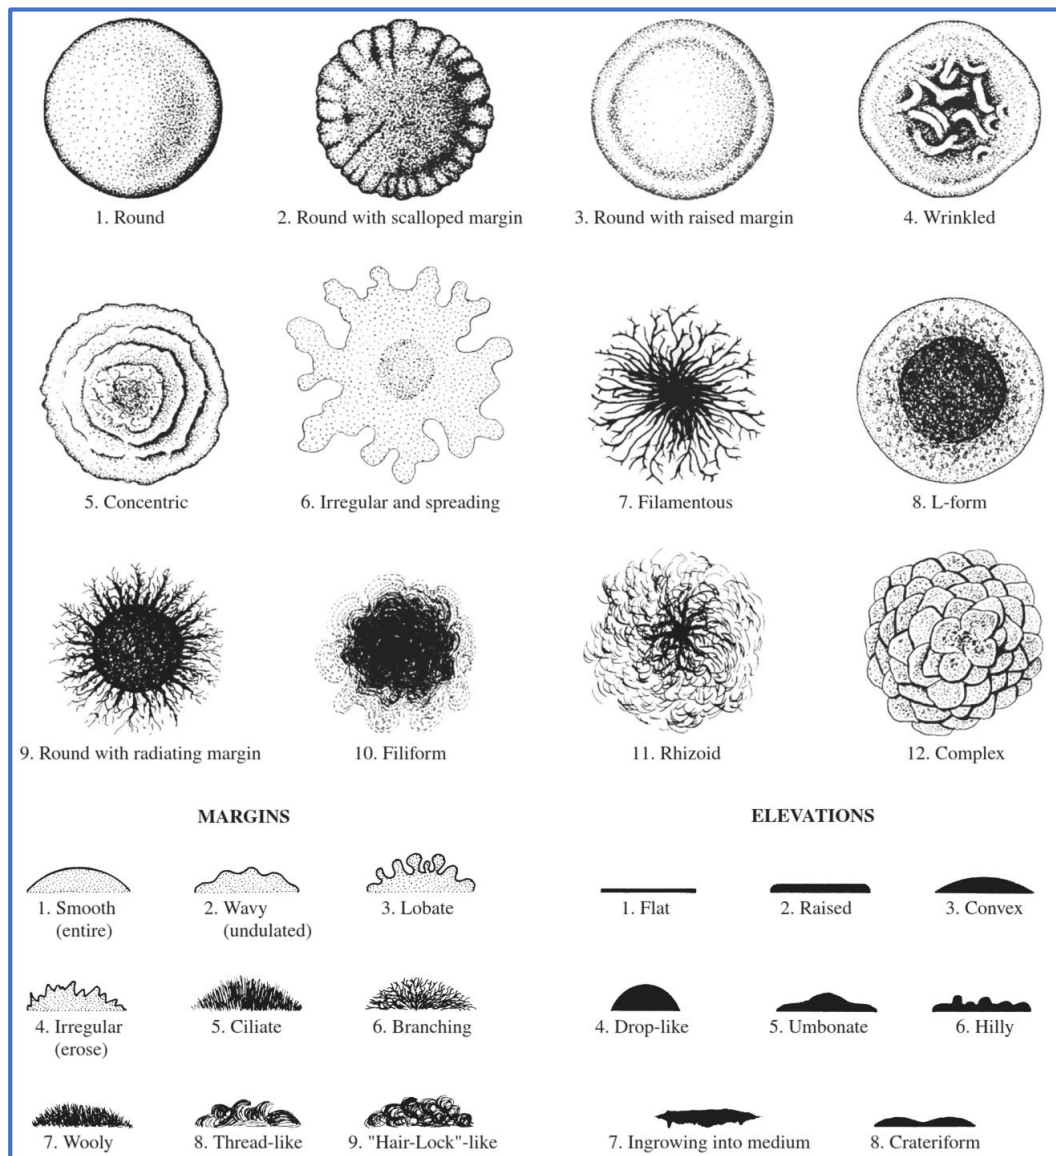 1. Round
2. Round with scalloped margin
3. Round with raised margin
4. Wrinkled
5. Concentric
6. Irregular and spreading
7. Filamentous
8. L-form
9. Round with radiating margin
10. Filiform
11. Rhizoid
12. Complex
MARGINS
1. Smooth
(entire)
2. Wavy
(undulated)
3. Lobate
4. Irregular
(erose)
5. Ciliate
6. Branching
7. Wooly
8. Thread-like
9. "Hair-Lock"-like
ELEVATIONS
1. Flat
2. Raised
3. Convex
4. Drop-like
5. Umbonate
6. Hilly
7. Ingrowing into medium
8. Crateriform